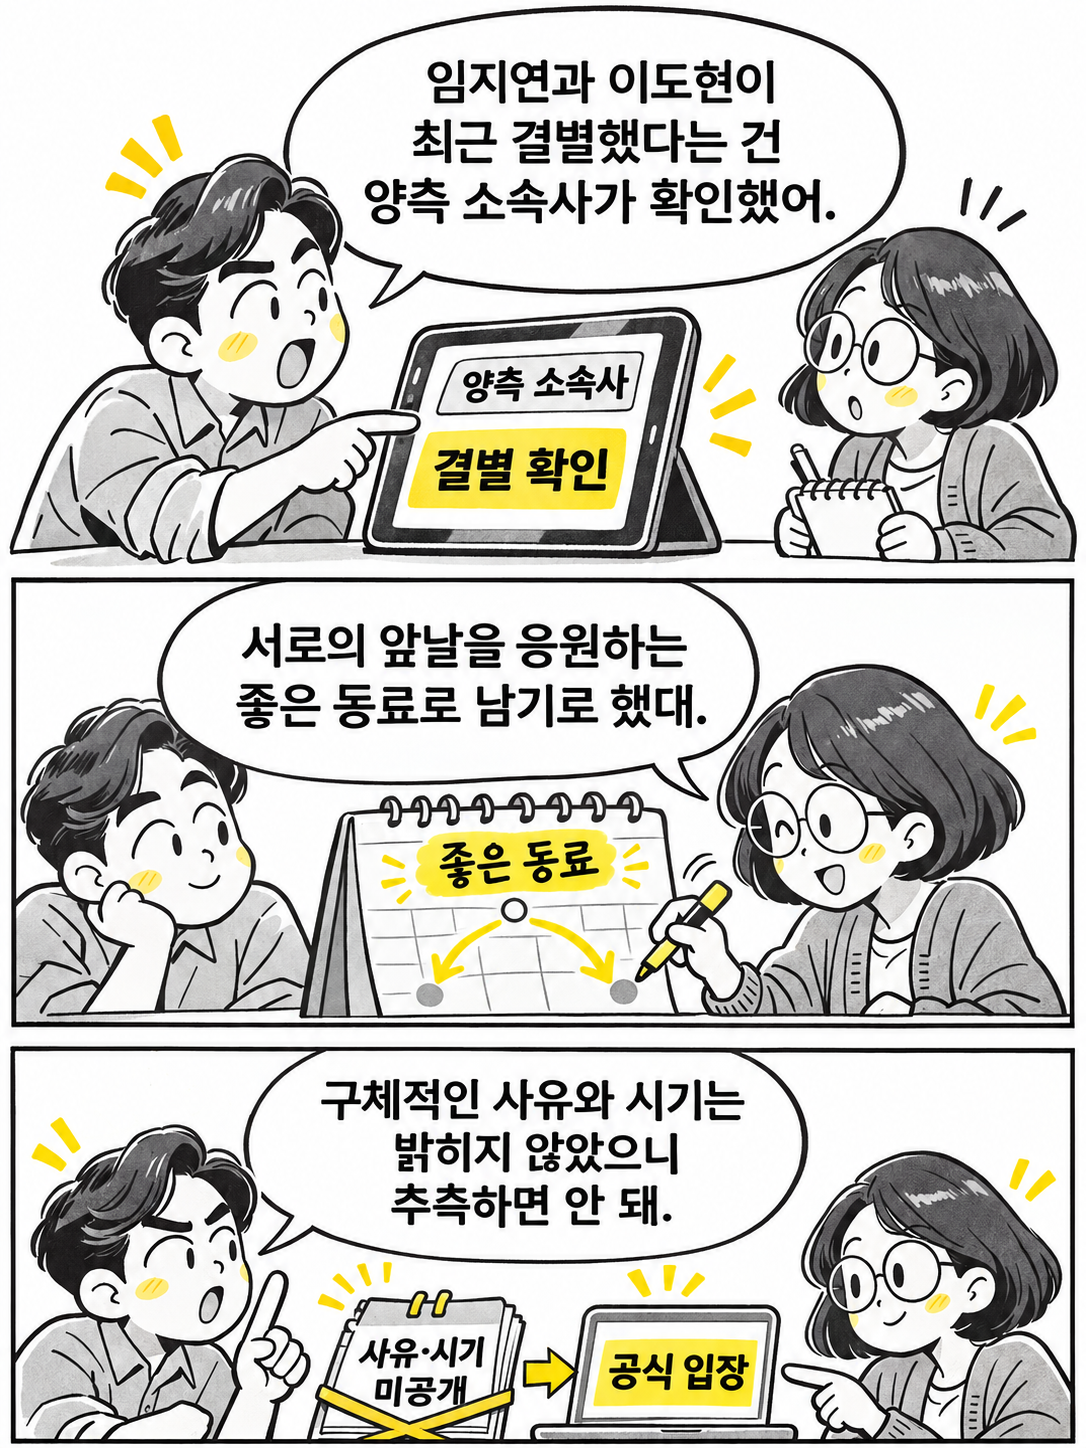 임지연과 이도현이
최근 결별했다는 건
양측 소속사가 확인했어.
양측 소속사
결별 확인
서로의 앞날을 응원하는
좋은 동료로 남기로 했대.
좋은 동료
구체적인 사유와 시기는
밝히지 않았으니
추측하면 안 돼.
사유·시기
미공개
공식 입장